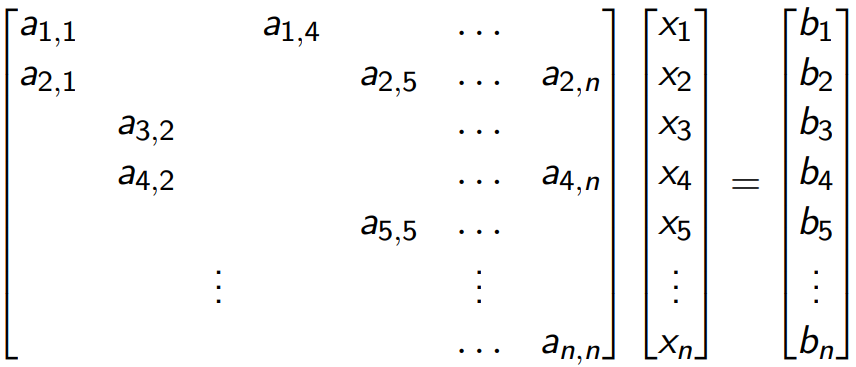 a1,1 a1,4 … x1 b1
a2,1 a2,5 … a2,n x2 b2
a3,2 … x3 b3
a4,2 … a4,n x4 = b4
a5,5 … x5 b5
⋮ ⋮ ⋮ ⋮
… an,n xn bn